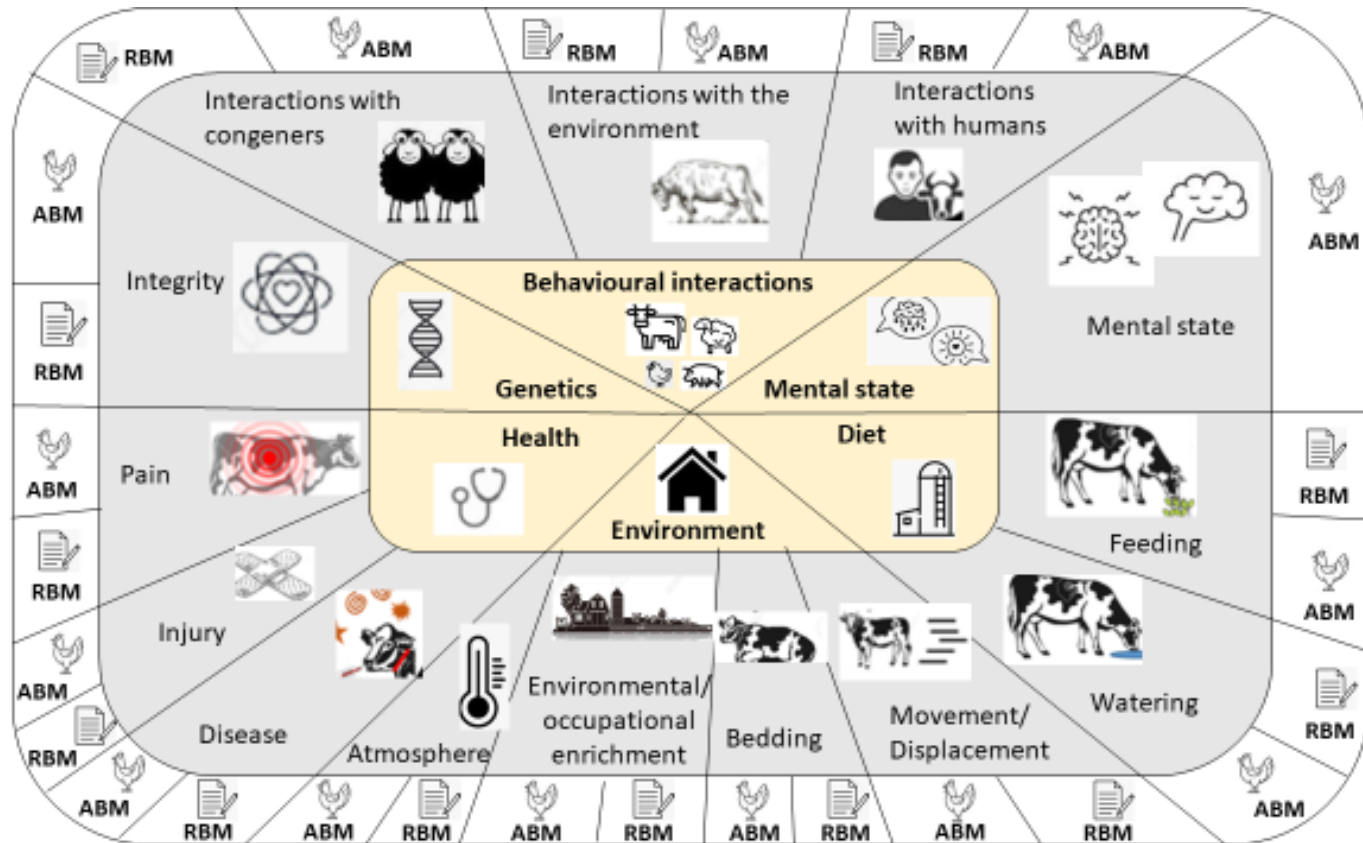 RBM
ABM
RBM
ABM
RBM
ABM
Interactions with
congeners
Interactions with the
environment
Interactions
with humans
ABM
ABM
Integrity
Behavioural interactions
Mental state
RBM
Genetics
Mental state
Health
Diet
ABM
Pain
RBM
Environment
Feeding
RBM
ABM
Injury
ABM
Watering
RBM
RBM
Disease
Atmosphere
Environmental/
occupational
enrichment
Bedding
Movement/
Displacement
ABM
ABM
RBM
ABM
RBM
ABM
RBM
ABM
RBM
ABM
RBM